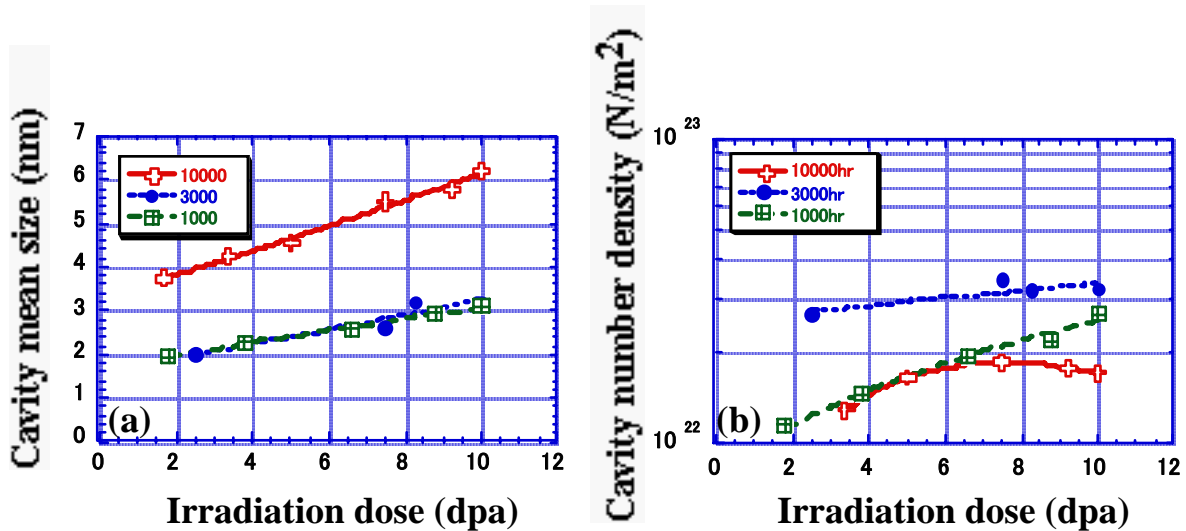 Cavity mean size (nm)
7
6
5
4
3
2
1
0
10000
3000
1000
(a)
0 2 4 6 8 10 12
Irradiation dose (dpa)
Cavity number density (N/m²)
10 23
10 22
10000hr
3000hr
1000hr
(b)
0 2 4 6 8 10 12
Irradiation dose (dpa)